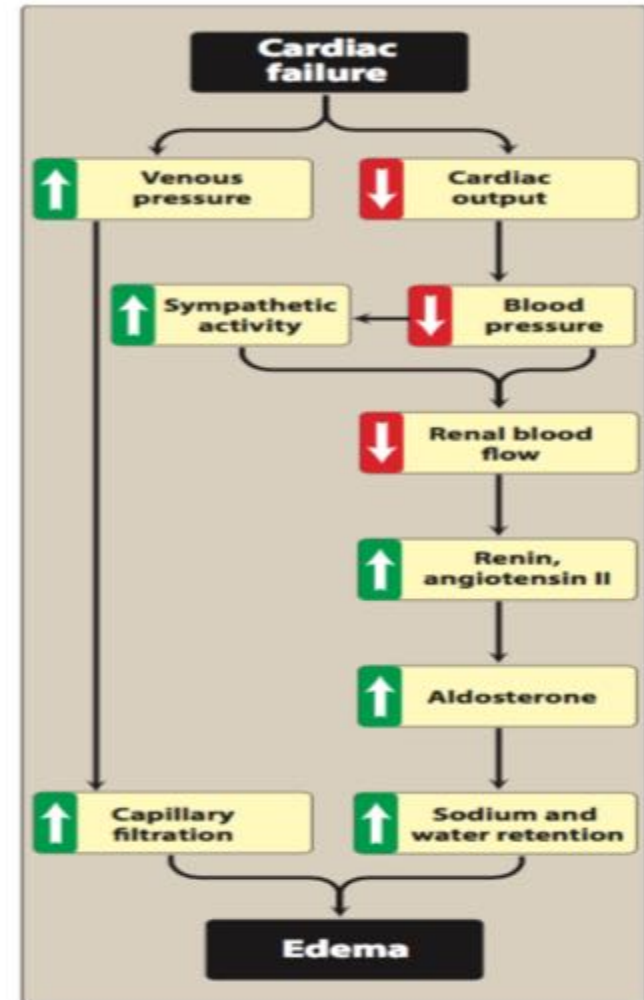 Cardiac
failure
Venous
pressure
Cardiac
output
Sympathetic
activity
Blood
pressure
Renal blood
flow
Renin,
angiotensin II
Aldosterone
Capillary
filtration
Sodium and
water retention
Edema